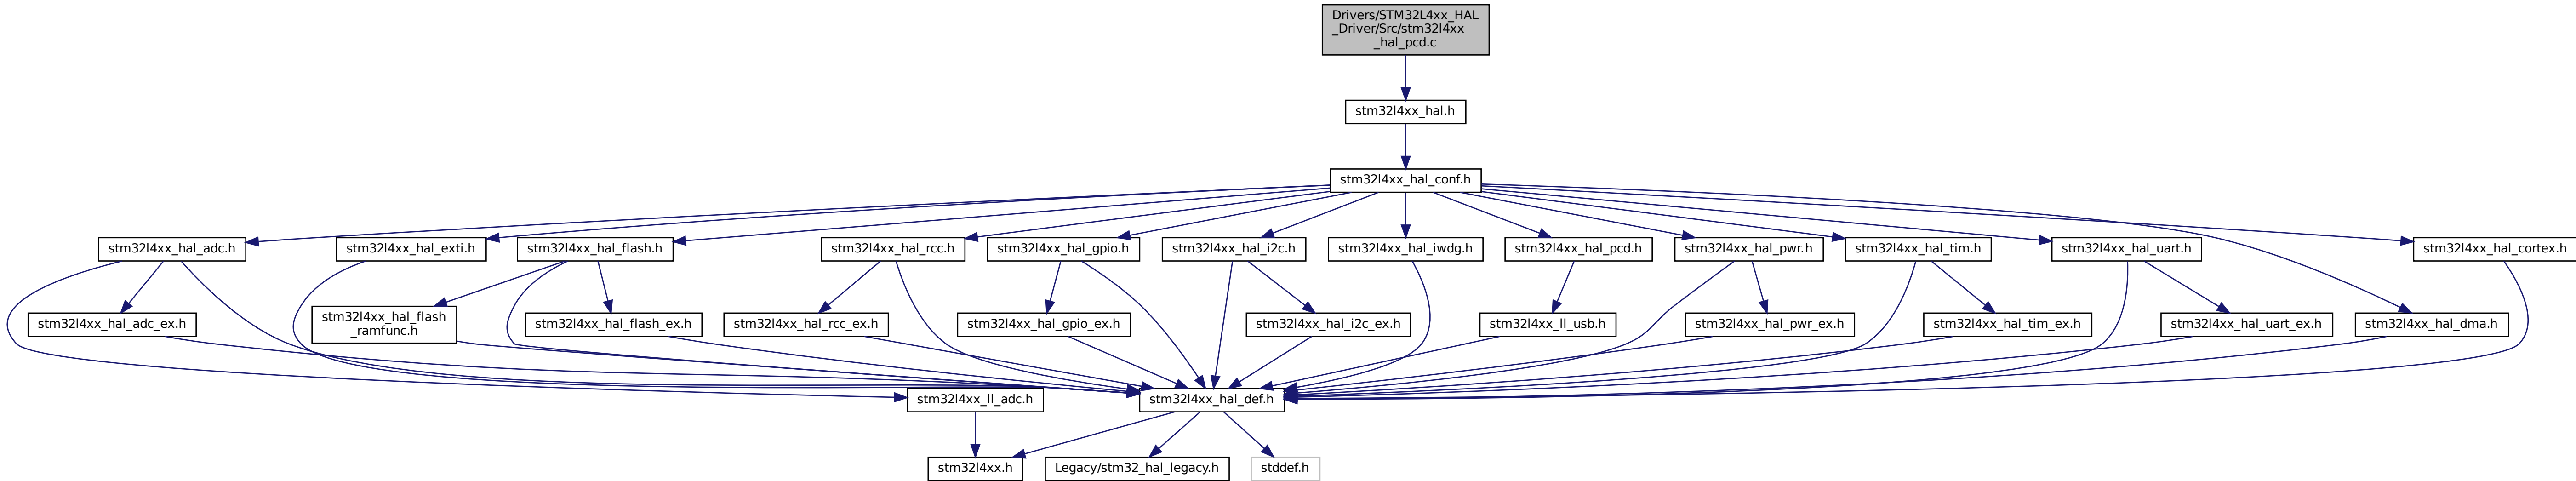 Drivers/STM32L4xx_HAL
_Driver/Src/stm32l4xx
_hal_pcd.c
stm32l4xx_hal.h
stm32l4xx_hal_conf.h
stm32l4xx_hal_adc.h
stm32l4xx_hal_exti.h
stm32l4xx_hal_flash.h
stm32l4xx_hal_rcc.h
stm32l4xx_hal_gpio.h
stm32l4xx_hal_i2c.h
stm32l4xx_hal_iwdg.h
stm32l4xx_hal_pcd.h
stm32l4xx_hal_pwr.h
stm32l4xx_hal_tim.h
stm32l4xx_hal_uart.h
stm32l4xx_hal_cortex.h
stm32l4xx_hal_adc_ex.h
stm32l4xx_hal_flash
_ramfunc.h
stm32l4xx_hal_flash_ex.h
stm32l4xx_hal_rcc_ex.h
stm32l4xx_hal_gpio_ex.h
stm32l4xx_hal_i2c_ex.h
stm32l4xx_ll_usb.h
stm32l4xx_hal_pwr_ex.h
stm32l4xx_hal_tim_ex.h
stm32l4xx_hal_uart_ex.h
stm32l4xx_hal_dma.h
stm32l4xx_ll_adc.h
stm32l4xx_hal_def.h
stm32l4xx.h
Legacy/stm32_hal_legacy.h
stddef.h